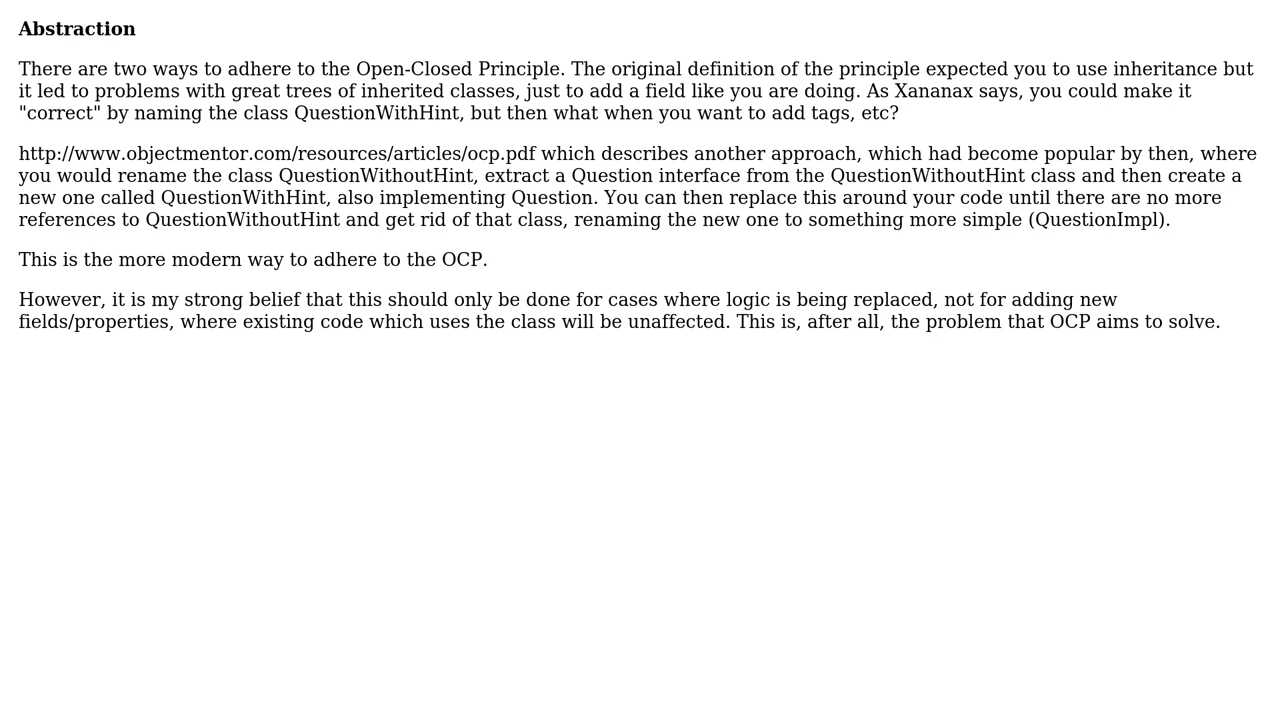 Abstraction
There are two ways to adhere to the Open-Closed Principle. The original definition of the principle expected you to use inheritance but
it led to problems with great trees of inherited classes, just to add a field like you are doing. As Xananax says, you could make it
"correct" by naming the class QuestionWithHint, but then what when you want to add tags, etc?
http://www.objectmentor.com/resources/articles/ocp.pdf which describes another approach, which had become popular by then, where
you would rename the class QuestionWithoutHint, extract a Question interface from the QuestionWithoutHint class and then create a
new one called QuestionWithHint, also implementing Question. You can then replace this around your code until there are no more
references to QuestionWithoutHint and get rid of that class, renaming the new one to something more simple (QuestionImpl).
This is the more modern way to adhere to the OCP.
However, it is my strong belief that this should only be done for cases where logic is being replaced, not for adding new
fields/properties, where existing code which uses the class will be unaffected. This is, after all, the problem that OCP aims to solve.